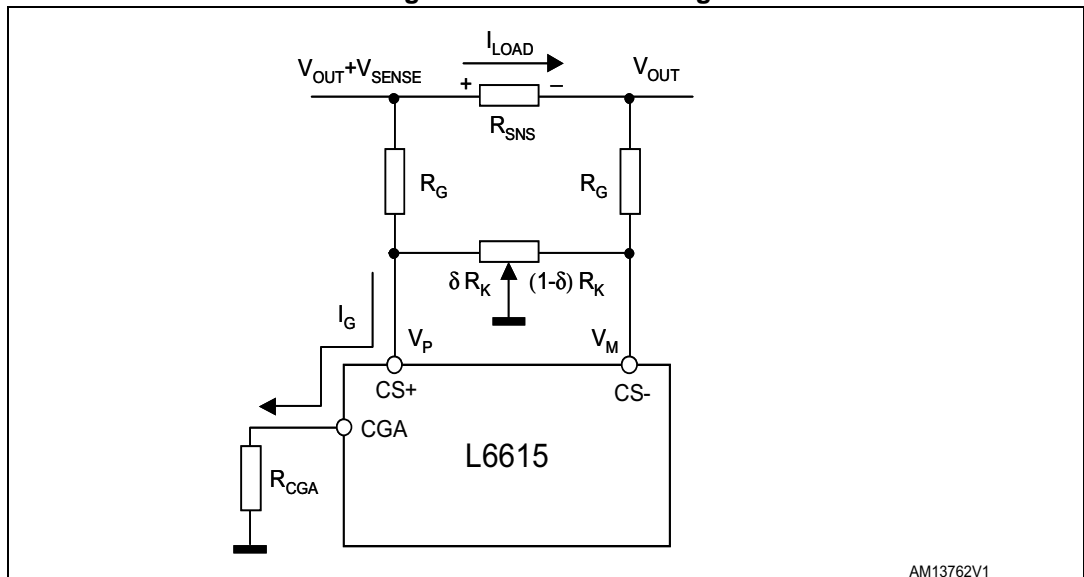 I_LOAD
V_OUT+V_SENSE
V_OUT
+
–
R_SNS
R_G
R_G
δ R_K
(1-δ) R_K
I_G
V_P
V_M
CS+
CS-
CGA
L6615
R_CGA
AM13762V1